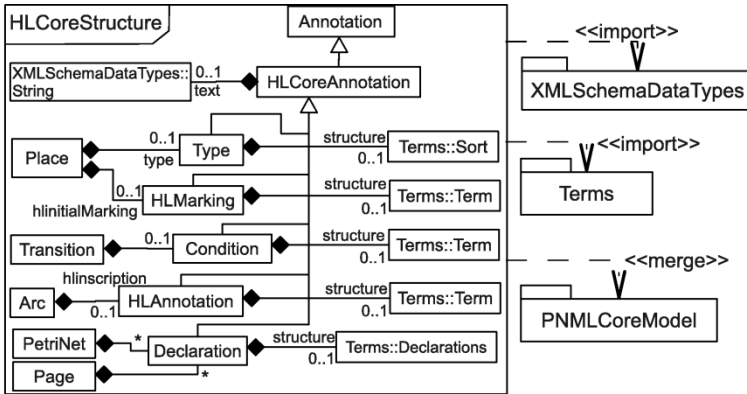 HLCoreStructure
Annotation
<<import>>
XMLSchemaDataTypes::
String
0..1
text
HLCoreAnnotation
XMLSchemaDataTypes
Place
0..1
type
Type
structure
0..1
Terms::Sort
<<import>>
0..1
hlinitialMarking
HLMarking
structure
0..1
Terms::Term
Terms
Transition
0..1
Condition
structure
0..1
Terms::Term
<<merge>>
Arc
hlinscription
0..1
HLAnnotation
structure
0..1
Terms::Term
PNMLCoreModel
PetriNet
*
Declaration
structure
0..1
Terms::Declarations
Page
*